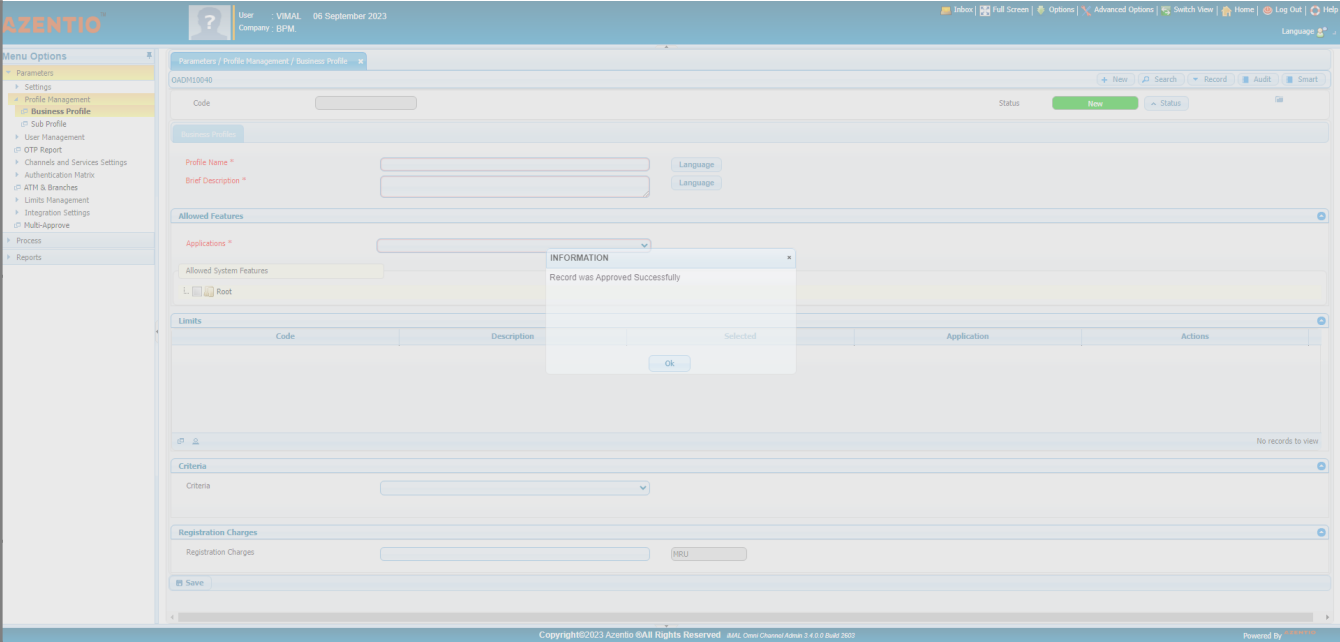 AZENTIO
?
User : VIMAL 06 September 2023
Company : BPM.
Inbox | Full Screen | Options | Advanced Options | Switch View | Home | Log Out | Help
Language
Menu Options
Parameters
Settings
Profile Management
Business Profile
Sub Profile
User Management
OTP Report
Channels and Services Settings
Authentication Matrix
ATM & Branches
Limits Management
Integration Settings
Multi-Approve
Process
Reports
Parameters / Profile Management / Business Profile x
OADM10040
+ New Search Record Audit Smart
Code
Status New Status
Business Profiles
Profile Name * Language
Brief Description * Language
Allowed Features
Applications *
Allowed System Features
Root
INFORMATION x
Record was Approved Successfully
Ok
Limits
Code Description Selected Application Actions
No records to view
Criteria
Criteria
Registration Charges
Registration Charges MRU
Save
Copyright©2023 Azentio ®All Rights Reserved IMAL Omni Channel Admin 3 4 0 0 Build 2603
Powered By